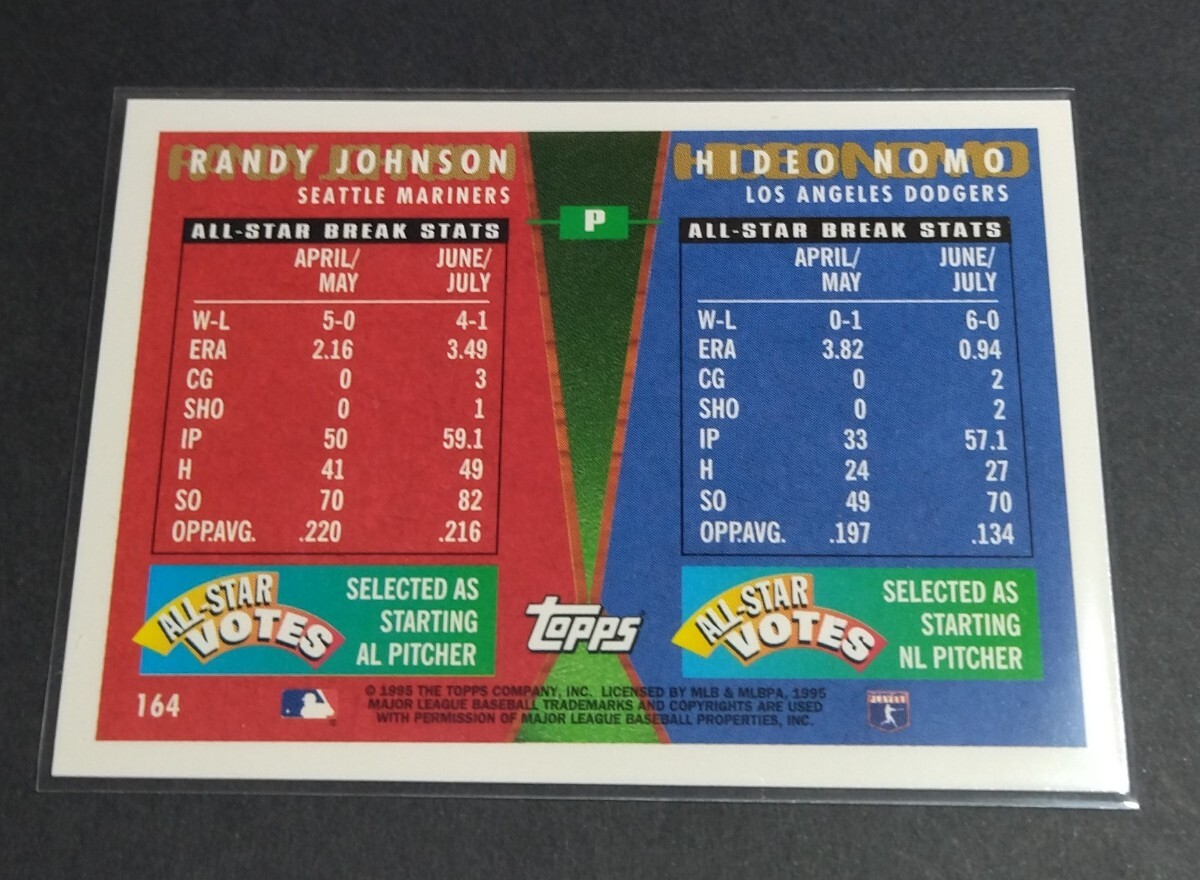 RANDY JOHNSON
SEATTLE MARINERS
ALL-STAR BREAK STATS
APRIL/ MAY JUNE/ JULY
W-L 5-0 4-1
ERA 2.16 3.49
CG 0 3
SHO 0 1
IP 50 59.1
H 41 49
SO 70 82
OPP.AVG. .220 .216
ALL-STAR VOTES
SELECTED AS
STARTING
AL PITCHER
P
HIDEO NOMO
LOS ANGELES DODGERS
ALL-STAR BREAK STATS
APRIL/ MAY JUNE/ JULY
W-L 0-1 6-0
ERA 3.82 0.94
CG 0 2
SHO 0 2
IP 33 57.1
H 24 27
SO 49 70
OPP.AVG. .197 .134
ALL-STAR VOTES
SELECTED AS
STARTING
NL PITCHER
topps
164
© 1995 THE TOPPS COMPANY, INC. LICENSED BY MLB & MLBPA, 1995
MAJOR LEAGUE BASEBALL TRADEMARKS AND COPYRIGHTS ARE USED
WITH PERMISSION OF MAJOR LEAGUE BASEBALL PROPERTIES, INC.
PLAYERS